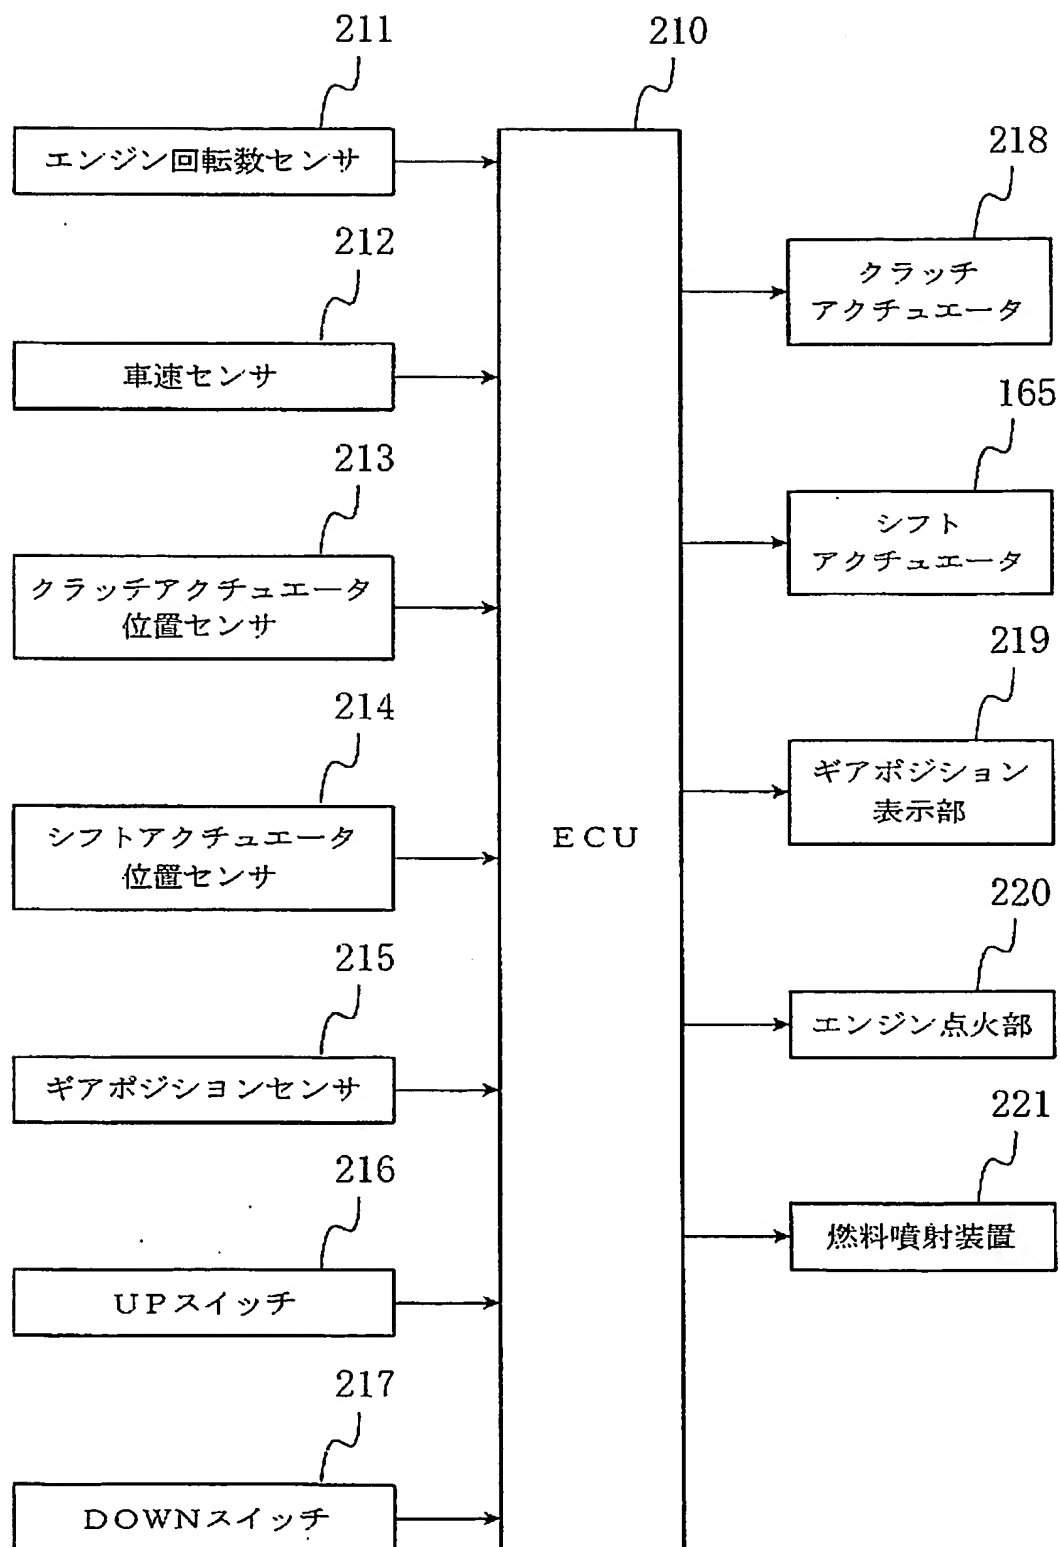 211
エンジン回転数センサ
212
車速センサ
213
クラッチアクチュエータ
位置センサ
214
シフトアクチュエータ
位置センサ
215
ギアポジションセンサ
216
UPスイッチ
217
DOWNスイッチ
210
ECU
218
クラッチ
アクチュエータ
165
シフト
アクチュエータ
219
ギアポジション
表示部
220
エンジン点火部
221
燃料噴射装置